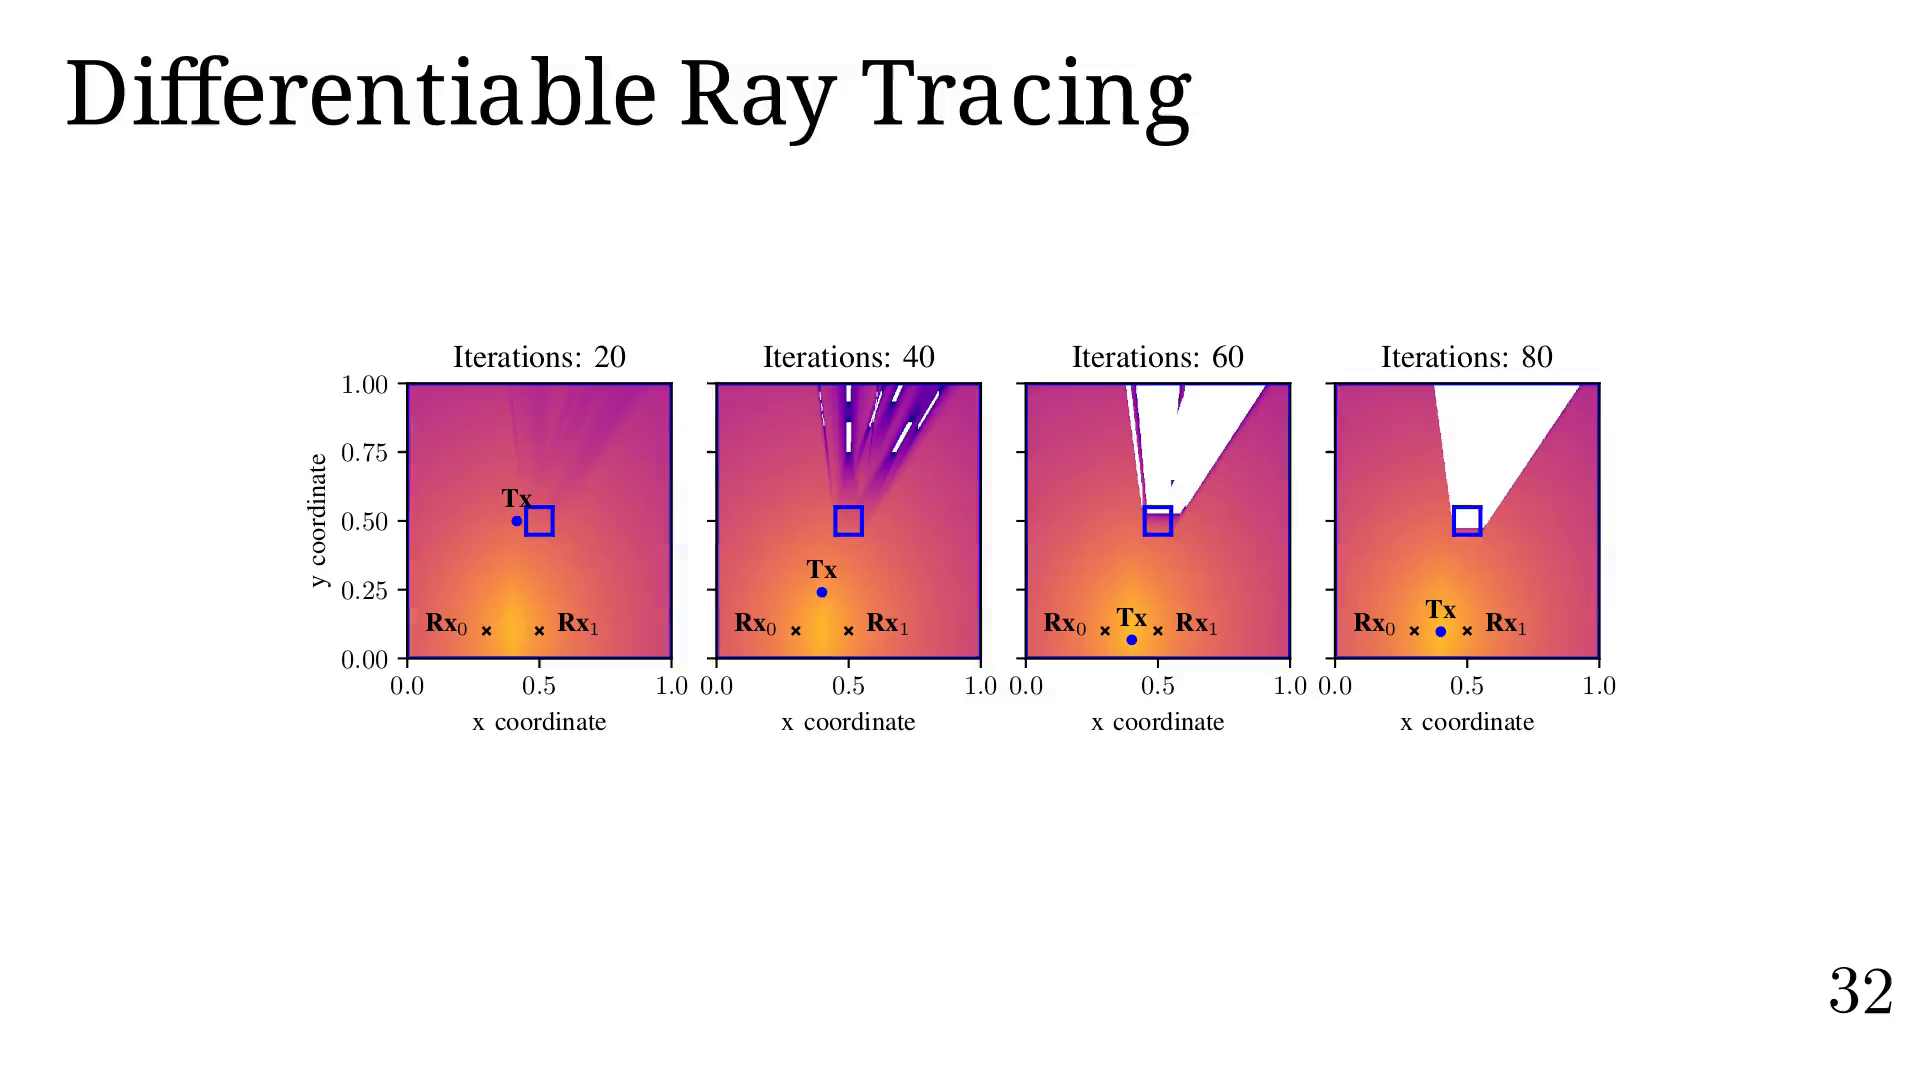 Differentiable Ray Tracing
Iterations: 20
Iterations: 40
Iterations: 60
Iterations: 80
y coordinate
1.00
0.75
0.50
0.25
0.00
Tx
Rx0
Rx1
Tx
Rx0
Rx1
Tx
Rx0
Rx1
Tx
Rx0
Rx1
0.0 0.5 1.0
0.0 0.5 1.0
0.0 0.5 1.0
0.0 0.5 1.0
x coordinate
x coordinate
x coordinate
x coordinate
32